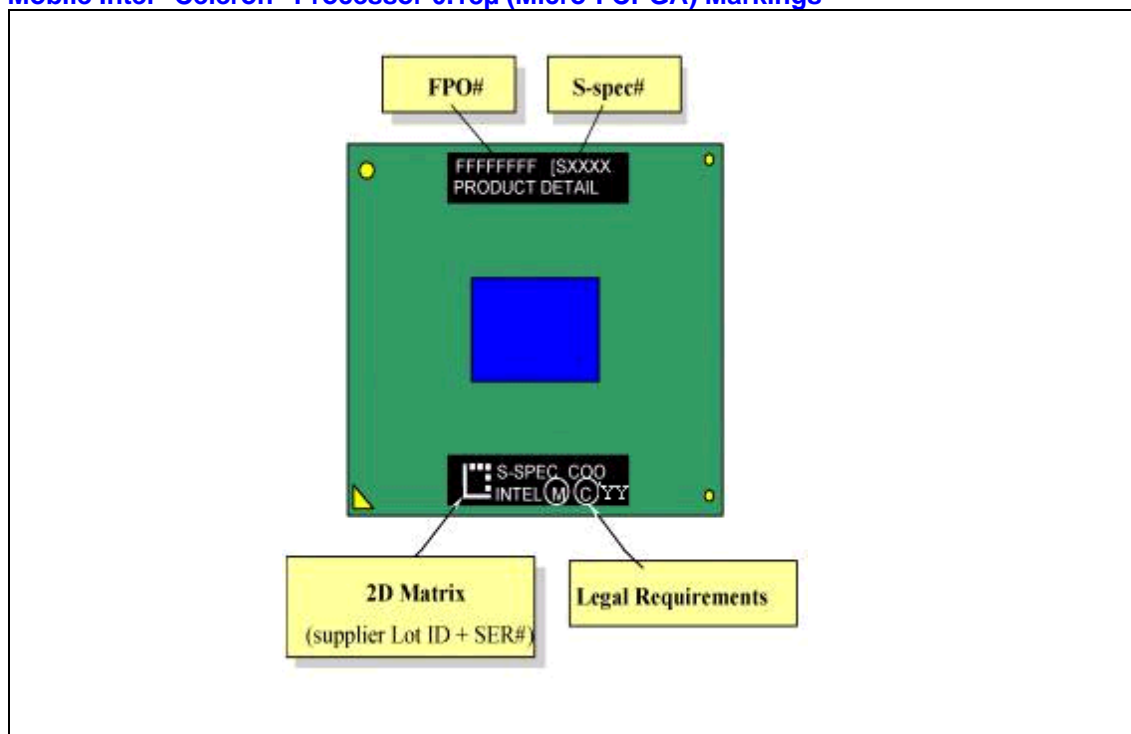 FPO#
S-spec#
FFFFFFFF [SXXXX
PRODUCT DETAIL
S-SPEC COO
INTEL M C 'YY
2D Matrix
(supplier Lot ID + SER#)
Legal Requirements